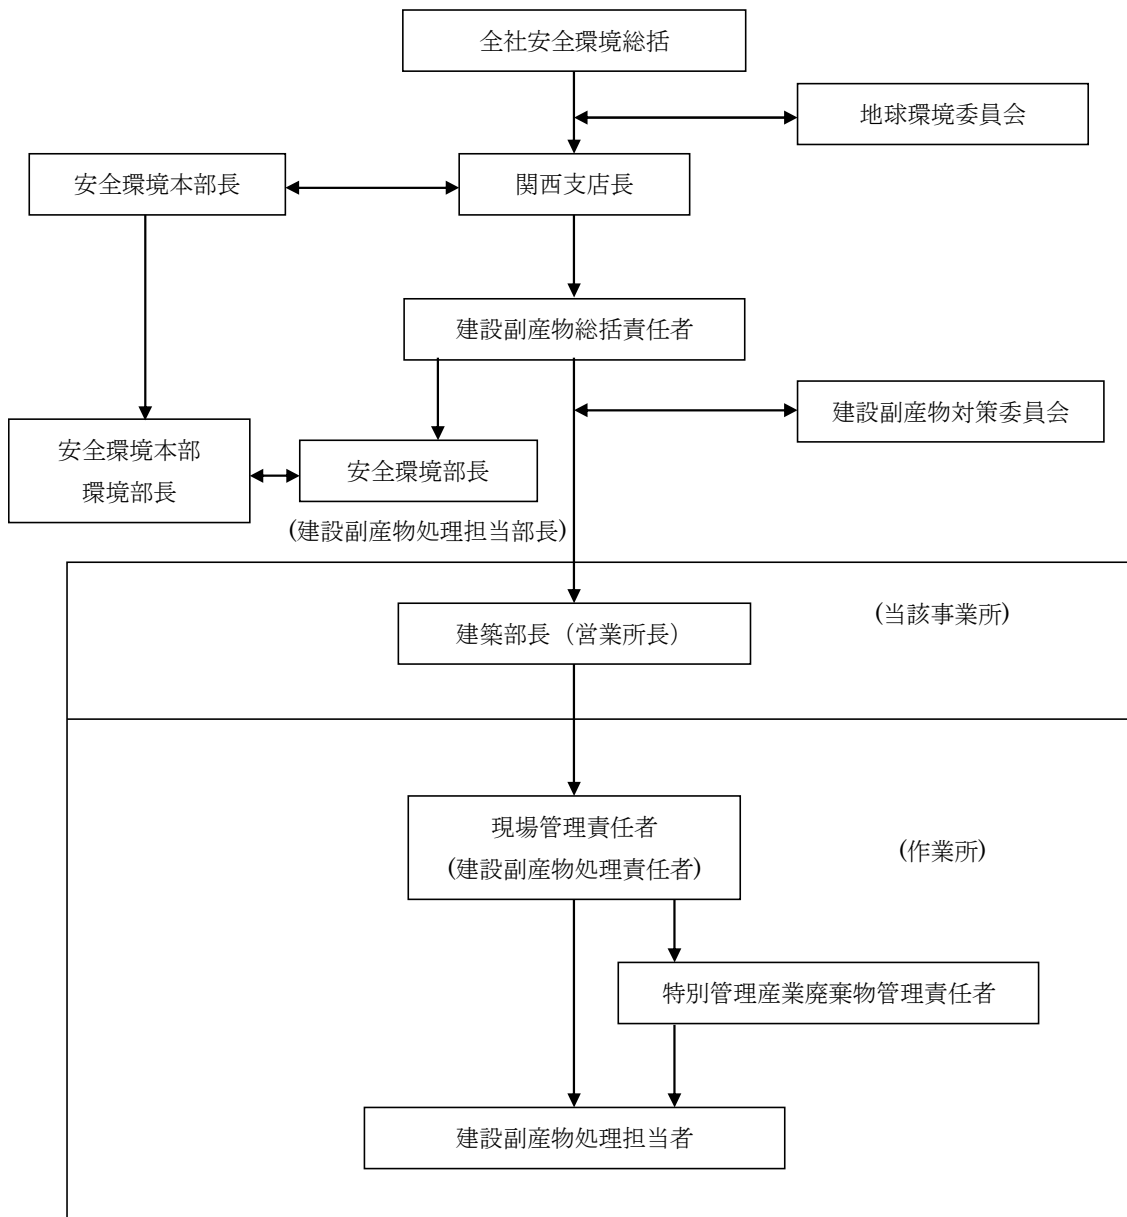 全社安全環境総括
地球環境委員会
安全環境本部長
関西支店長
建設副産物総括責任者
建設副産物対策委員会
安全環境本部
環境部長
安全環境部長
(建設副産物処理担当部長)
建築部長（営業所長）
(当該事業所)
現場管理責任者
(建設副産物処理責任者)
(作業所)
特別管理産業廃棄物管理責任者
建設副産物処理担当者